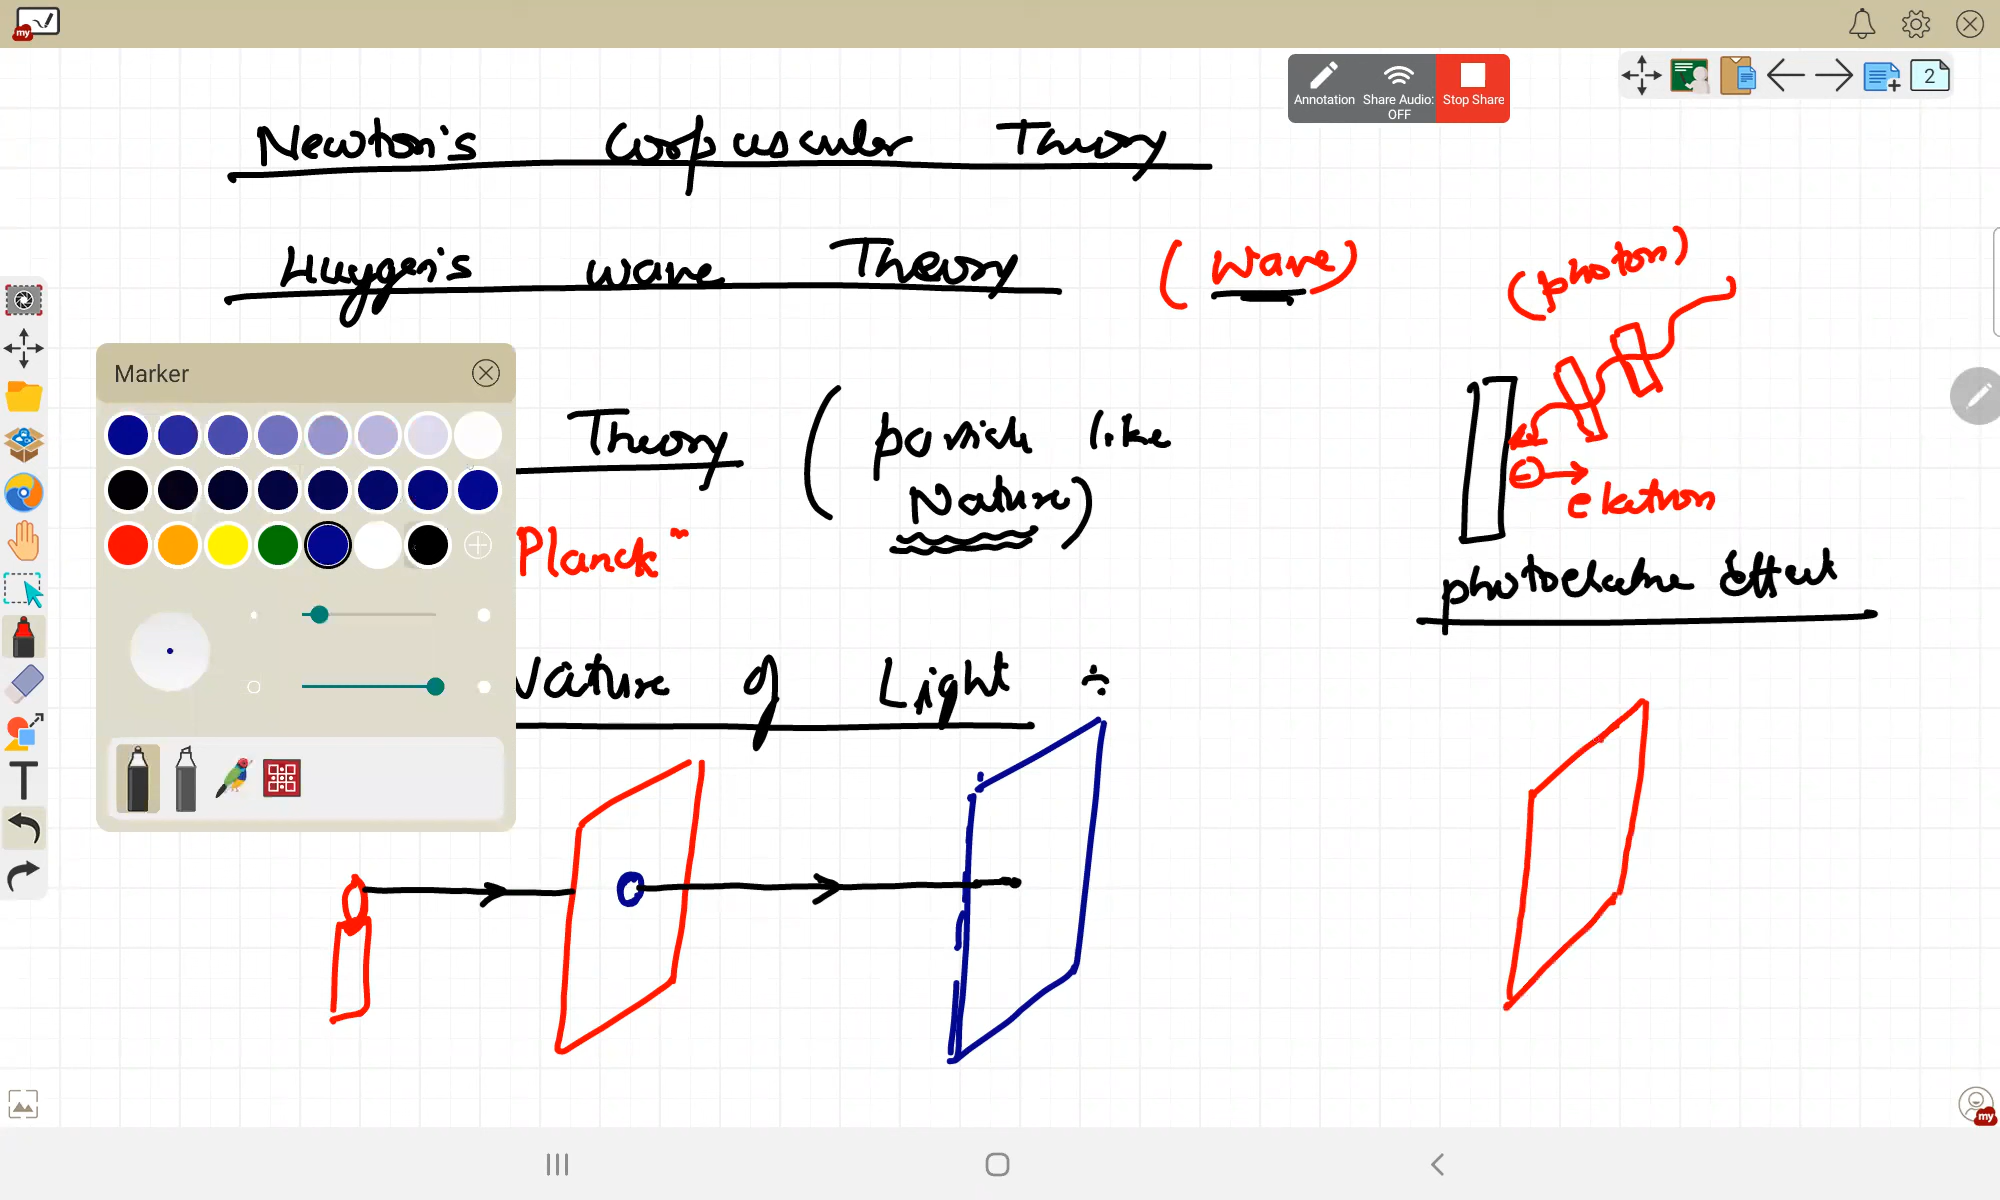 Annotation Share Audio: OFF Stop Share
2
Newton's Corpuscular Theory
Huygen's wave Theory (wave)
(photon)
Marker
Theory (particle like
Nature)
electron
Planck"
photoelectric Effect
Nature of Light ÷